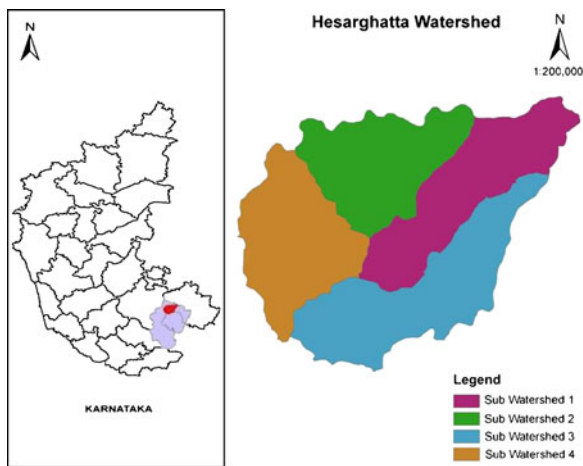 N
KARNATAKA
Hesarghatta Watershed
N
1:200,000
Legend
Sub Watershed 1
Sub Watershed 2
Sub Watershed 3
Sub Watershed 4